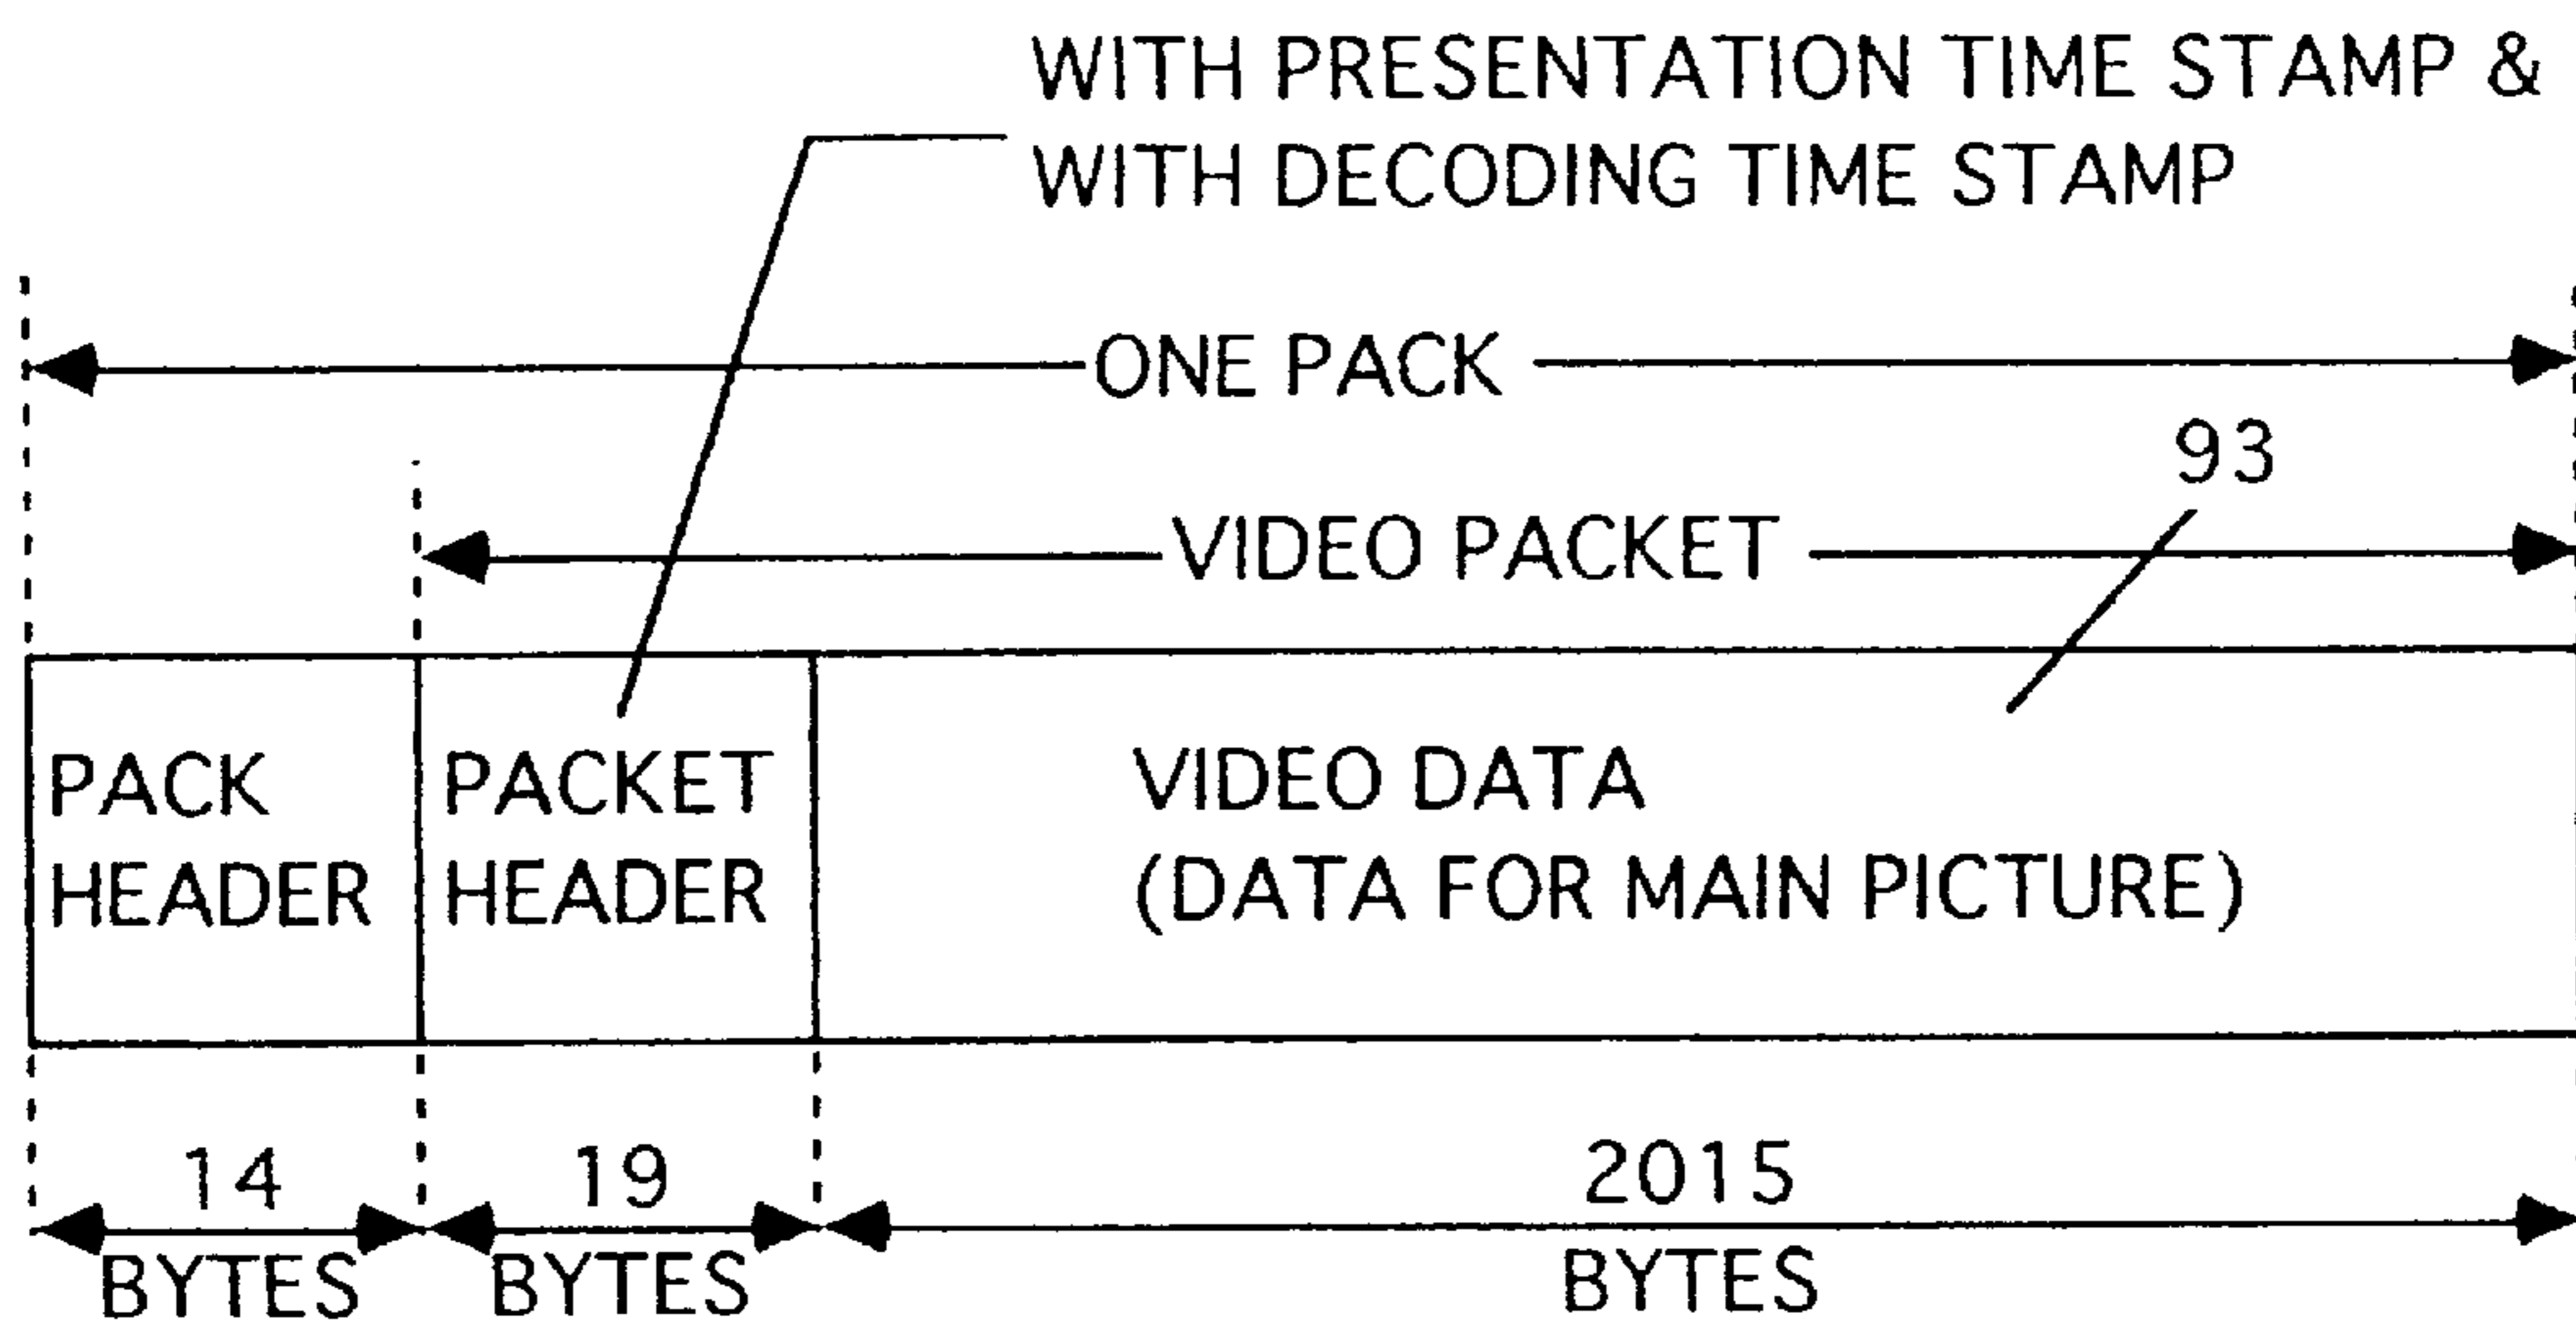 WITH PRESENTATION TIME STAMP &
WITH DECODING TIME STAMP
ONE PACK
93
VIDEO PACKET
PACK
HEADER
PACKET
HEADER
VIDEO DATA
(DATA FOR MAIN PICTURE)
14
BYTES
19
BYTES
2015
BYTES